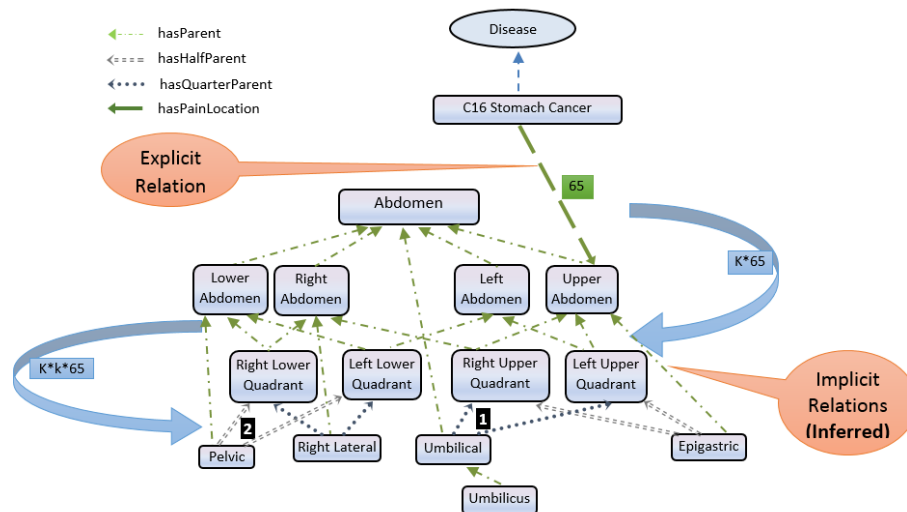 hasParent
hasHalfParent
hasQuarterParent
hasPainLocation
Disease
C16 Stomach Cancer
Explicit
Relation
65
Abdomen
K*65
Lower
Abdomen
Right
Abdomen
Left
Abdomen
Upper
Abdomen
K*k*65
Right Lower
Quadrant
Left Lower
Quadrant
Right Upper
Quadrant
Left Upper
Quadrant
Implicit
Relations
(Inferred)
2
1
Pelvic
Right Lateral
Umbilical
Epigastric
Umbilicus